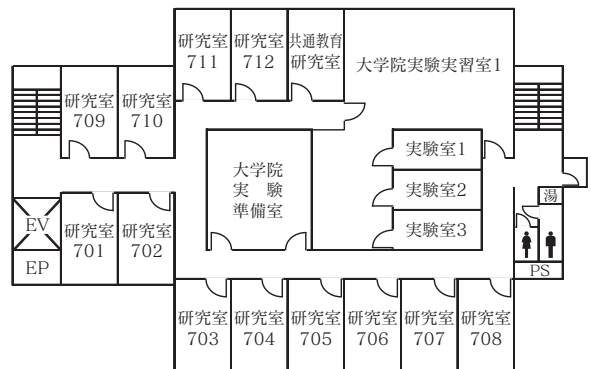 研究室
711
研究室
712
共通教育
研究室
大学院実験実習室1
研究室
709
研究室
710
大学院
実　験
準備室
実験室1
実験室2
実験室3
湯
EV
EP
研究室
701
研究室
702
PS
研究室
703
研究室
704
研究室
705
研究室
706
研究室
707
研究室
708